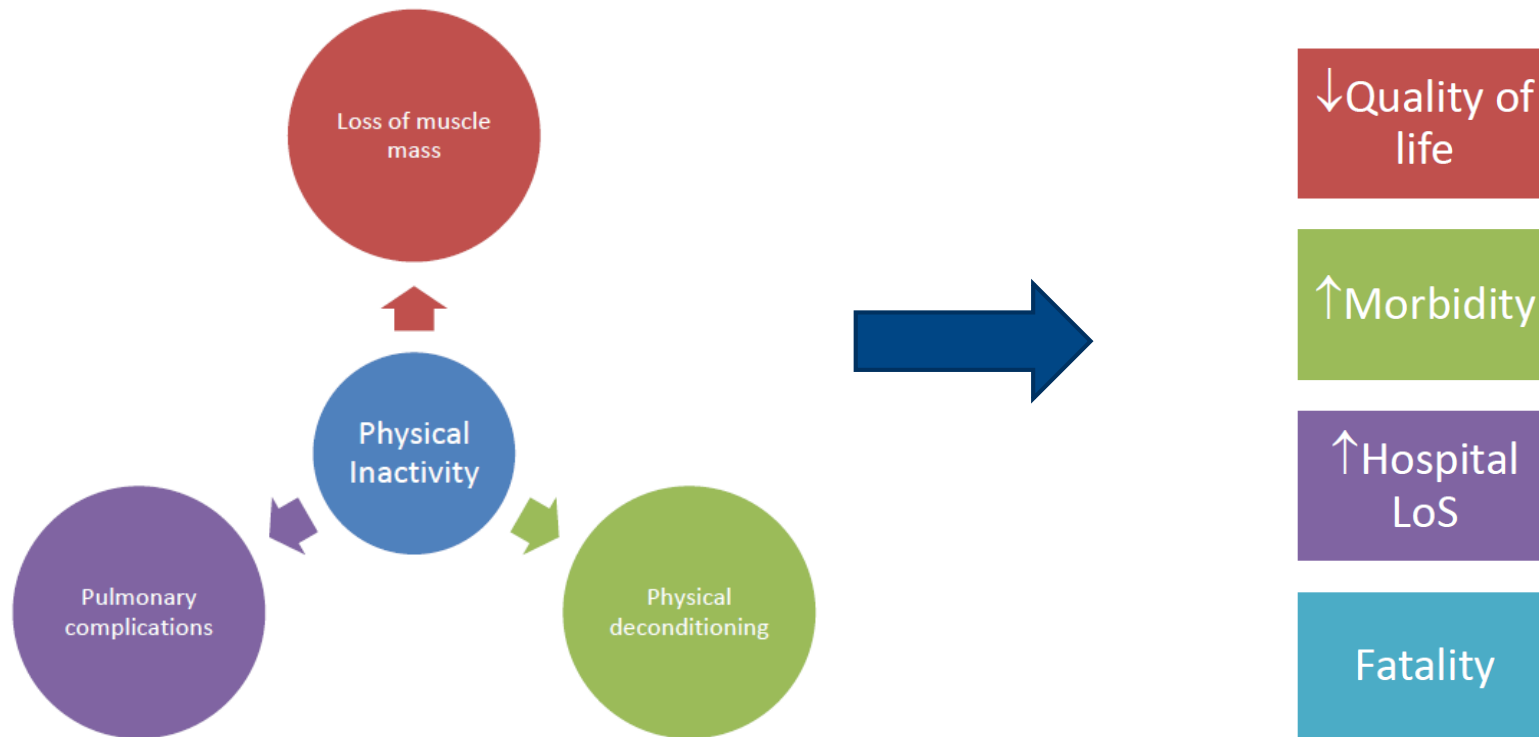 Loss of muscle
mass
Physical
Inactivity
Pulmonary
complications
Physical
deconditioning
↓Quality of
life
↑Morbidity
↑Hospital
LoS
Fatality